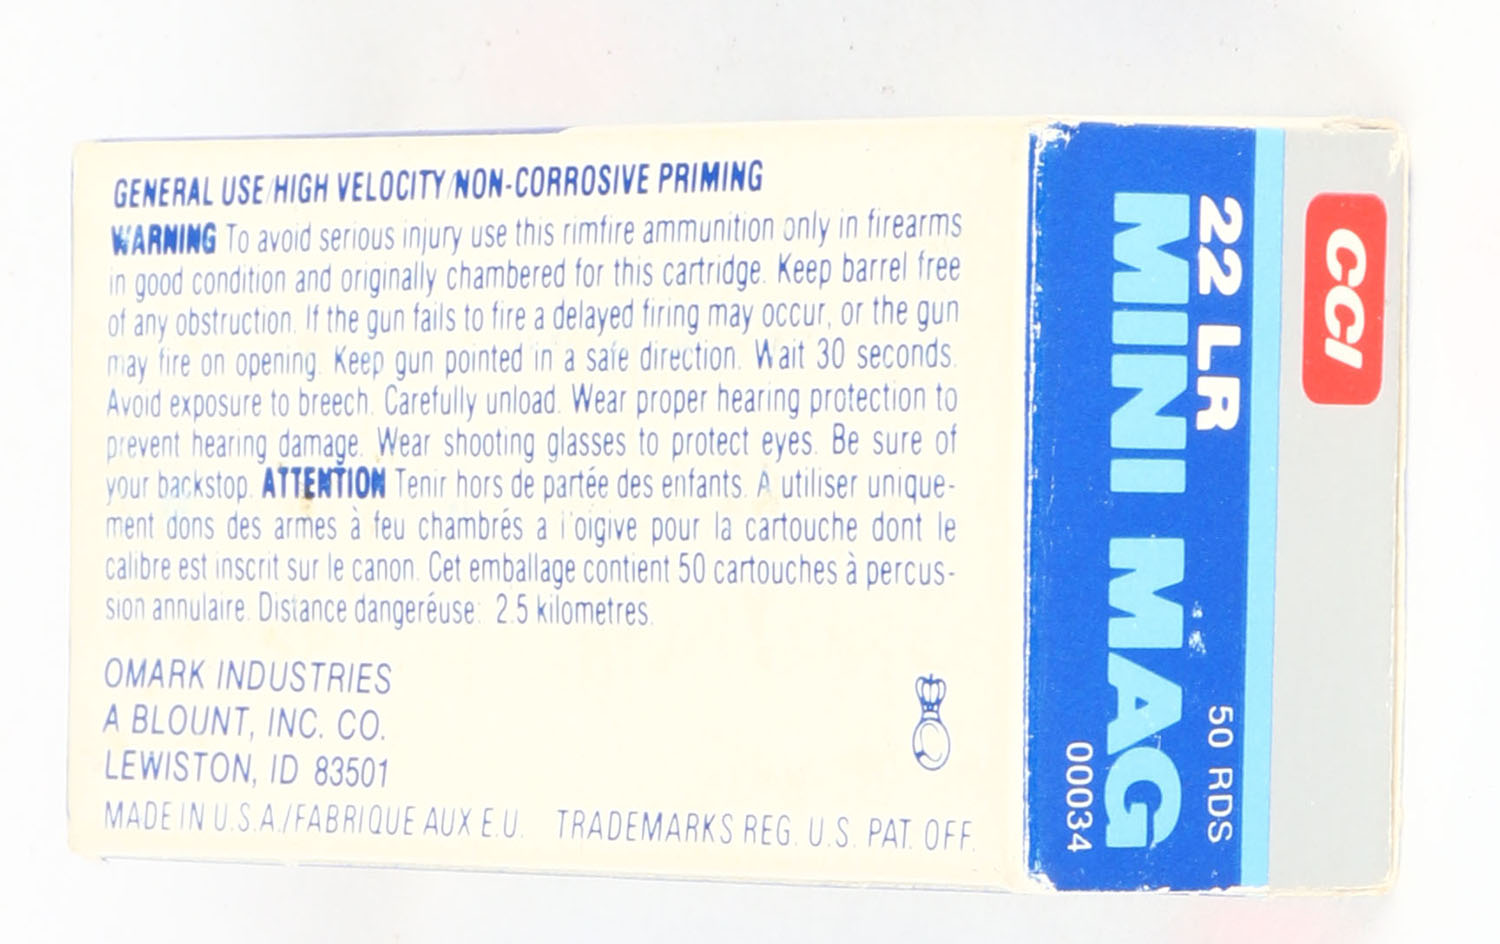 GENERAL USE/HIGH VELOCITY/NON-CORROSIVE PRIMING
WARNING To avoid serious injury use this rimfire ammunition only in firearms
in good condition and originally chambered for this cartridge. Keep barrel free
of any obstruction. If the gun fails to fire a delayed firing may occur, or the gun
may fire on opening. Keep gun pointed in a safe direction. Wait 30 seconds.
Avoid exposure to breech. Carefully unload. Wear proper hearing protection to
prevent hearing damage. Wear shooting glasses to protect eyes. Be sure of
your backstop. ATTENTION Tenir hors de partée des enfants. A utiliser unique-
ment dons des armes à feu chambrés a l'oigive pour la cartouche dont le
calibre est inscrit sur le canon. Cet emballage contient 50 cartouches à percus-
sion annulaire. Distance dangeréuse: 2.5 kilometres.
OMARK INDUSTRIES
A BLOUNT, INC. CO.
LEWISTON, ID 83501
MADE IN U.S.A./FABRIQUE AUX E.U. TRADEMARKS REG. U.S. PAT. OFF.
CCI
22 LR 50 RDS
MINI MAG
00034